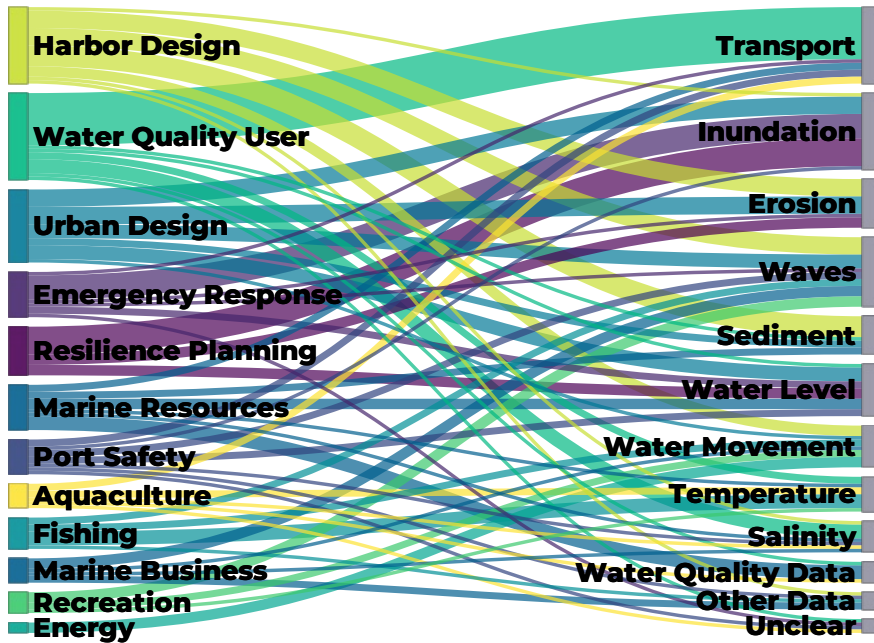 Harbor Design
Water Quality User
Urban Design
Emergency Response
Resilience Planning
Marine Resources
Port Safety
Aquaculture
Fishing
Marine Business
Recreation
Energy
Transport
Inundation
Erosion
Waves
Sediment
Water Level
Water Movement
Temperature
Salinity
Water Quality Data
Other Data
Unclear